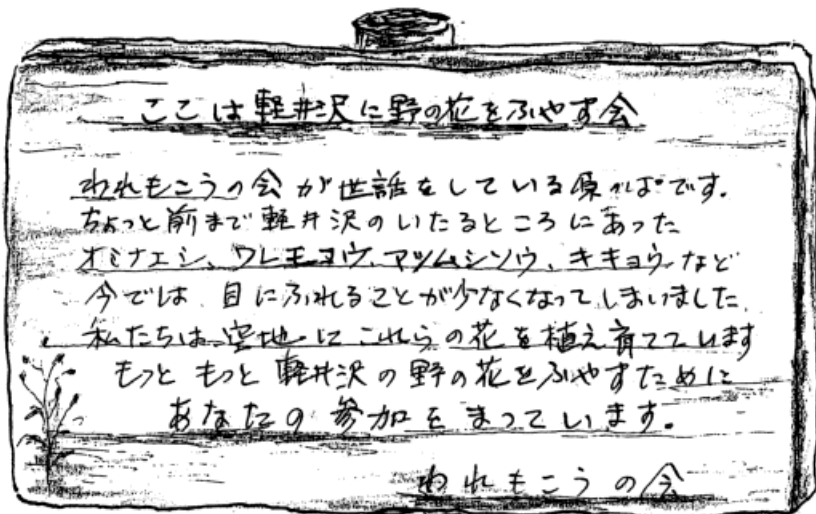 ここは軽井沢に野の花をふやす会
われもこうの会が世話をしている原っぱです。
ちょっと前まで軽井沢のいたるところにあった
オミナエシ、ワレモコウ、マツムシソウ、キキョウなど
今では、目にふれることが少なくなってしまいました。
私たちは、空地にこれらの花を植え育てています
もっともっと軽井沢の野の花をふやすために
あなたの参加をまっています。
われもこうの会